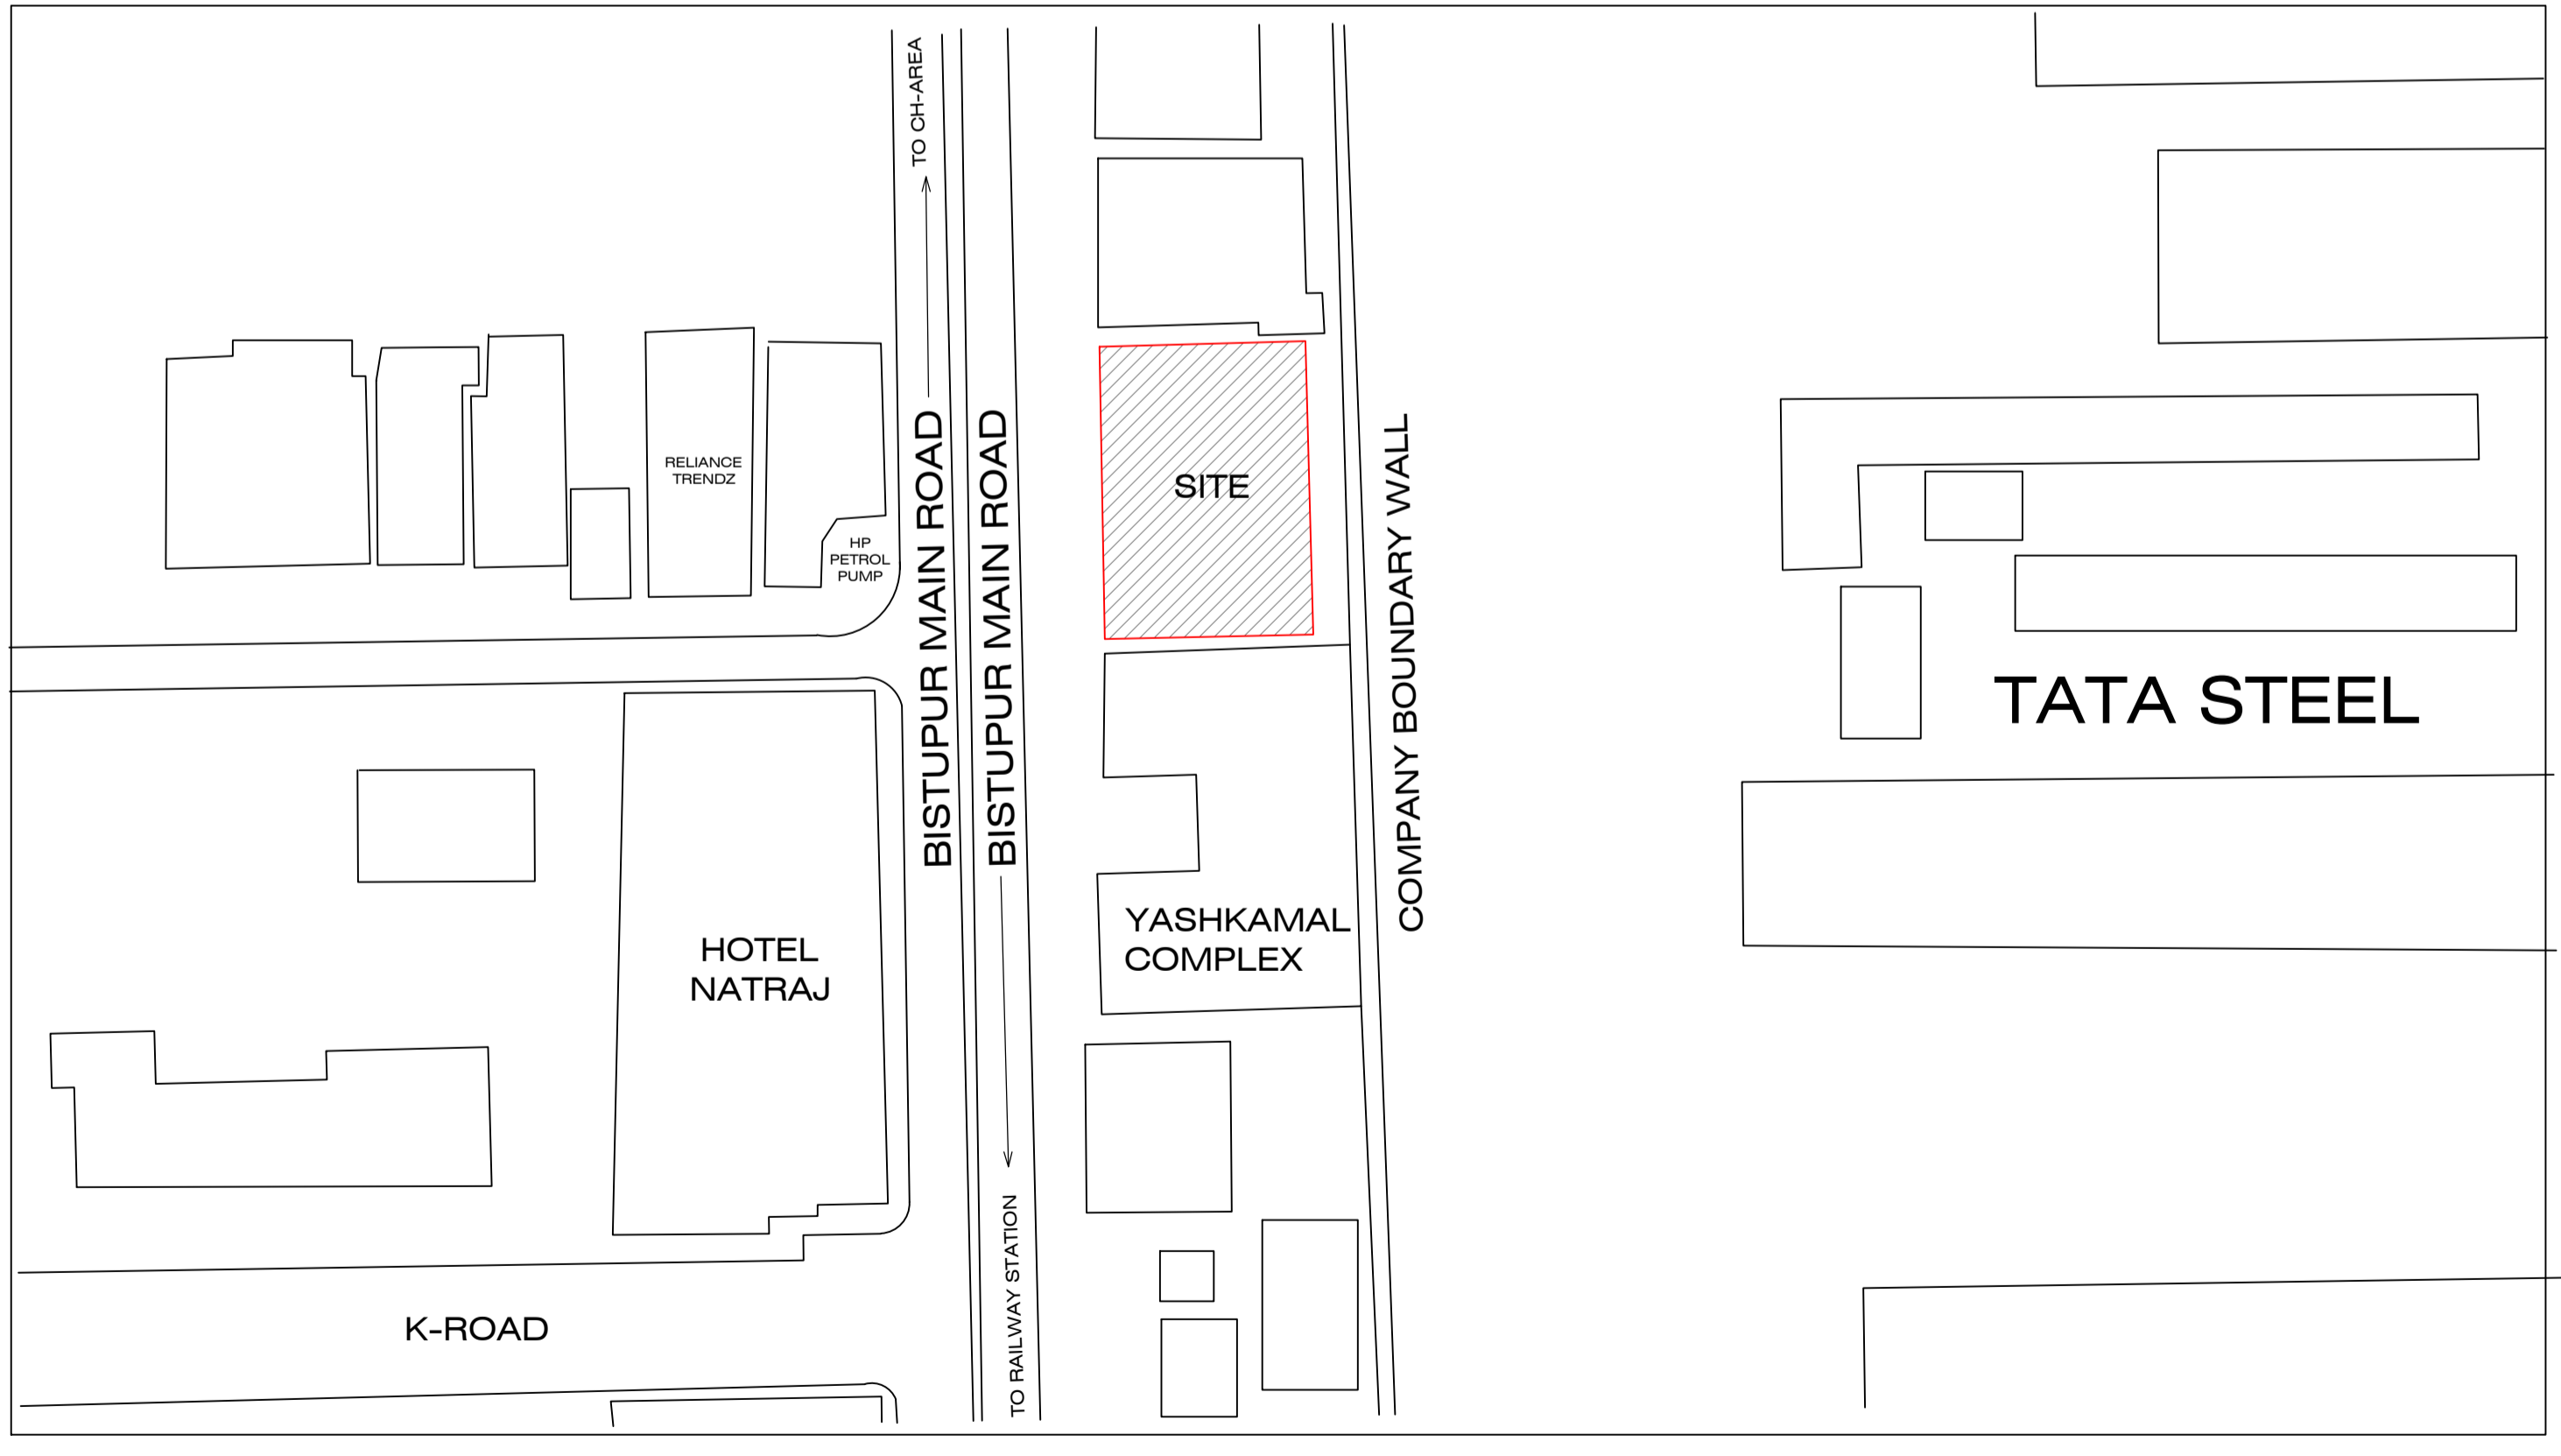 TO CH-AREA
BISTUPUR MAIN ROAD
BISTUPUR MAIN ROAD
TO RAILWAY STATION
RELIANCE
TRENDZ
HP
PETROL
PUMP
SITE
COMPANY BOUNDARY WALL
TATA STEEL
YASHKAMAL
COMPLEX
HOTEL
NATRAJ
K-ROAD